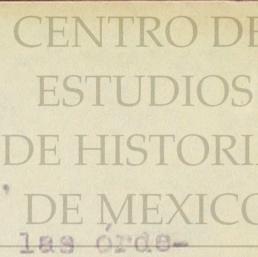 CENTRO DE
ESTUDIOS
DE HISTORI
DE MEXICO
las órde-